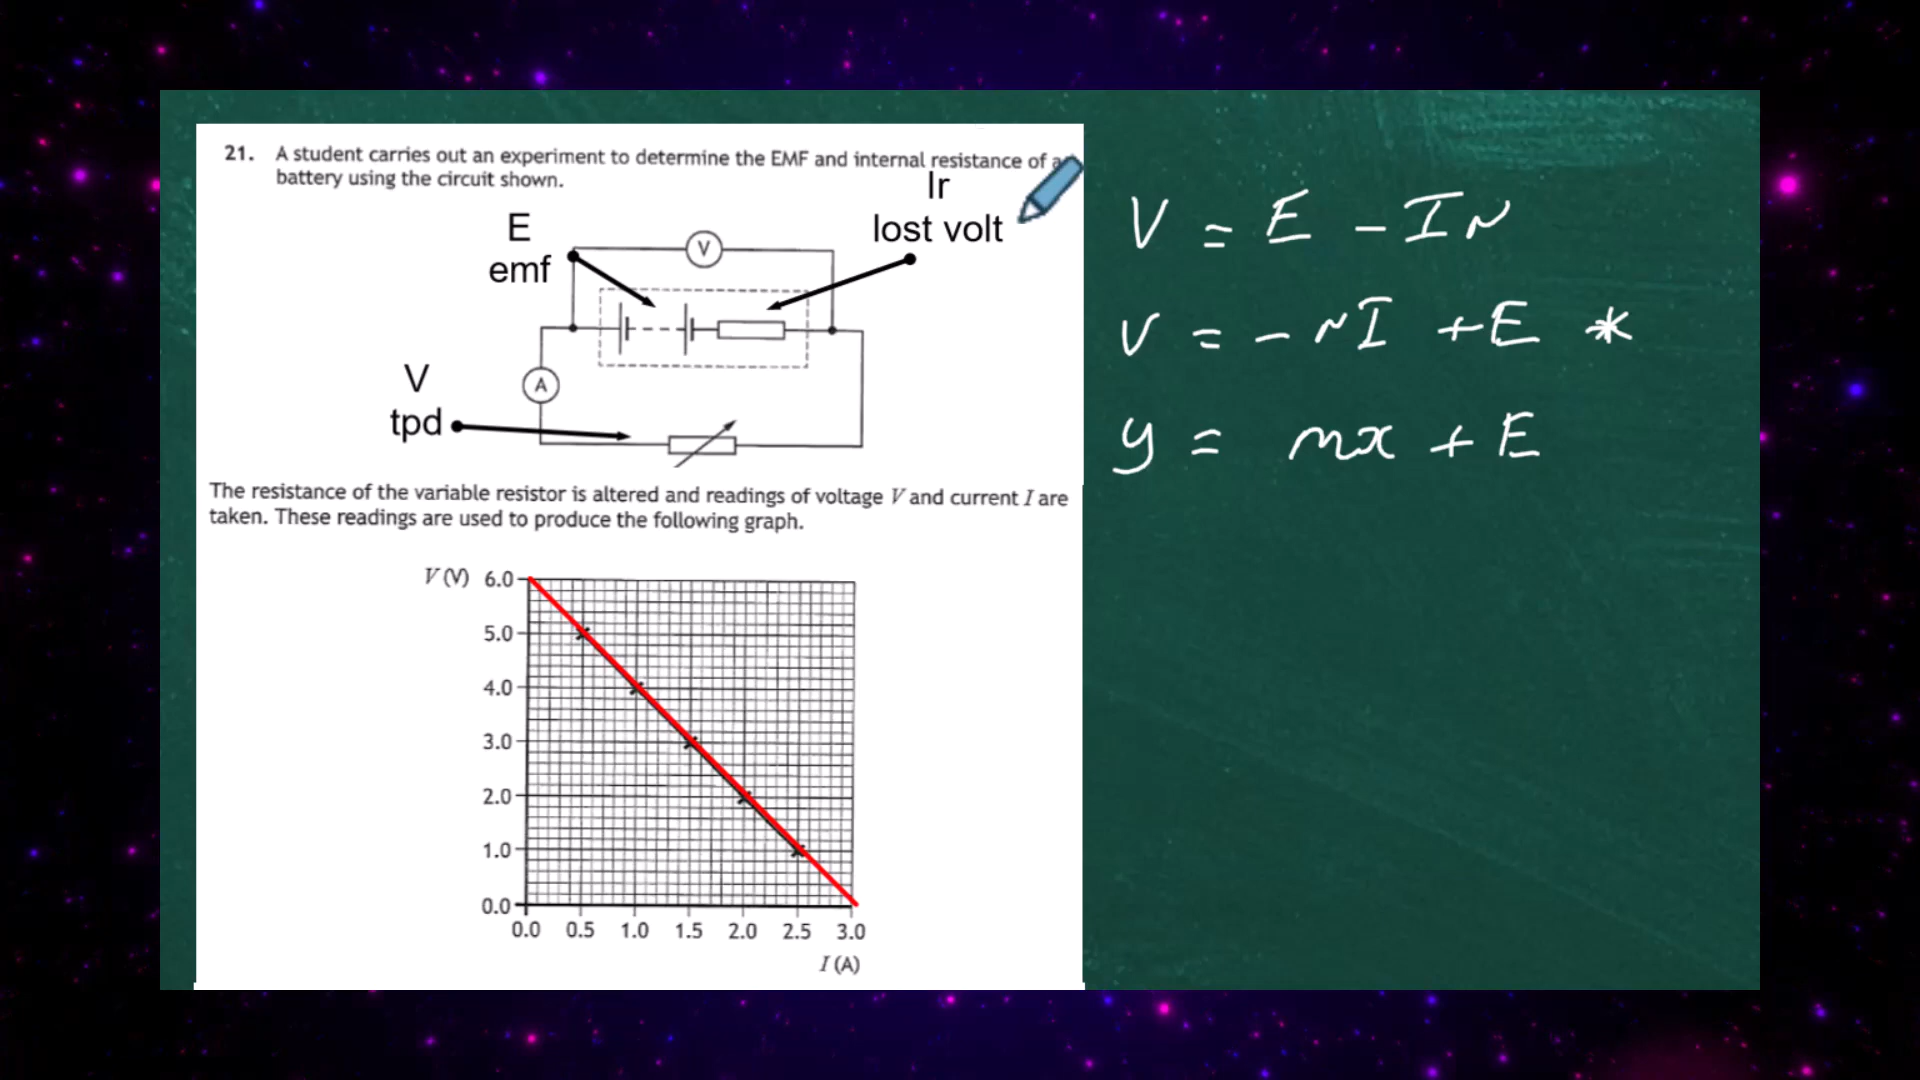 21. A student carries out an experiment to determine the EMF and internal resistance of a
battery using the circuit shown.
E
emf
Ir
lost volt
V
A
V
tpd
The resistance of the variable resistor is altered and readings of voltage V and current I are
taken. These readings are used to produce the following graph.
V (V)
6.0
5.0
4.0
3.0
2.0
1.0
0.0
0.0 0.5 1.0 1.5 2.0 2.5 3.0
I (A)
V = E - Ir
V = - rI + E *
y = mx + E